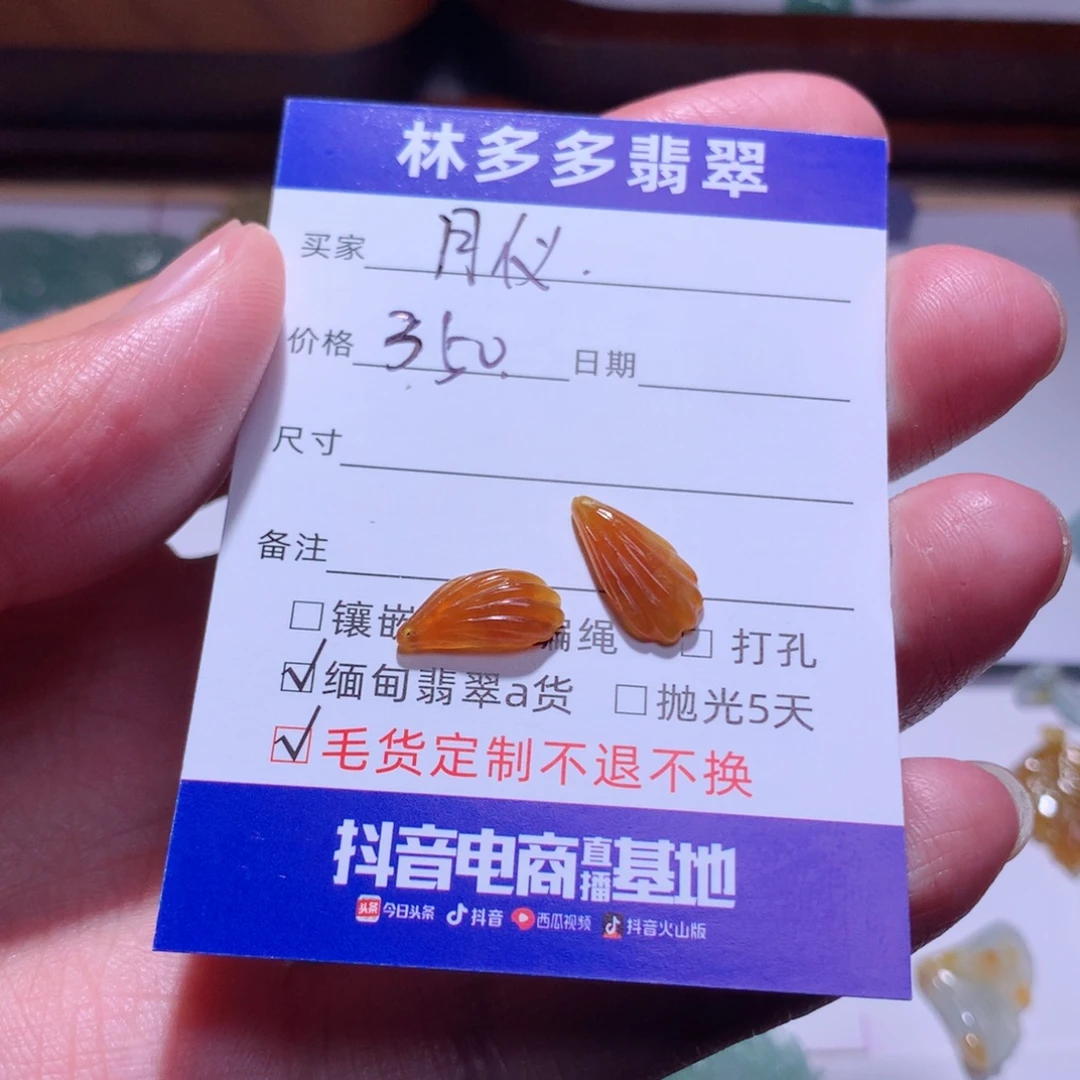 林多多翡翠
买家 月仪.
价格 350. 日期
尺寸
备注
□镶嵌 编绳 □ 打孔
☑缅甸翡翠a货 □抛光5天
☑毛货定制不退不换
抖音电商直播基地
头条 今日头条 抖音 西瓜视频 抖音火山版